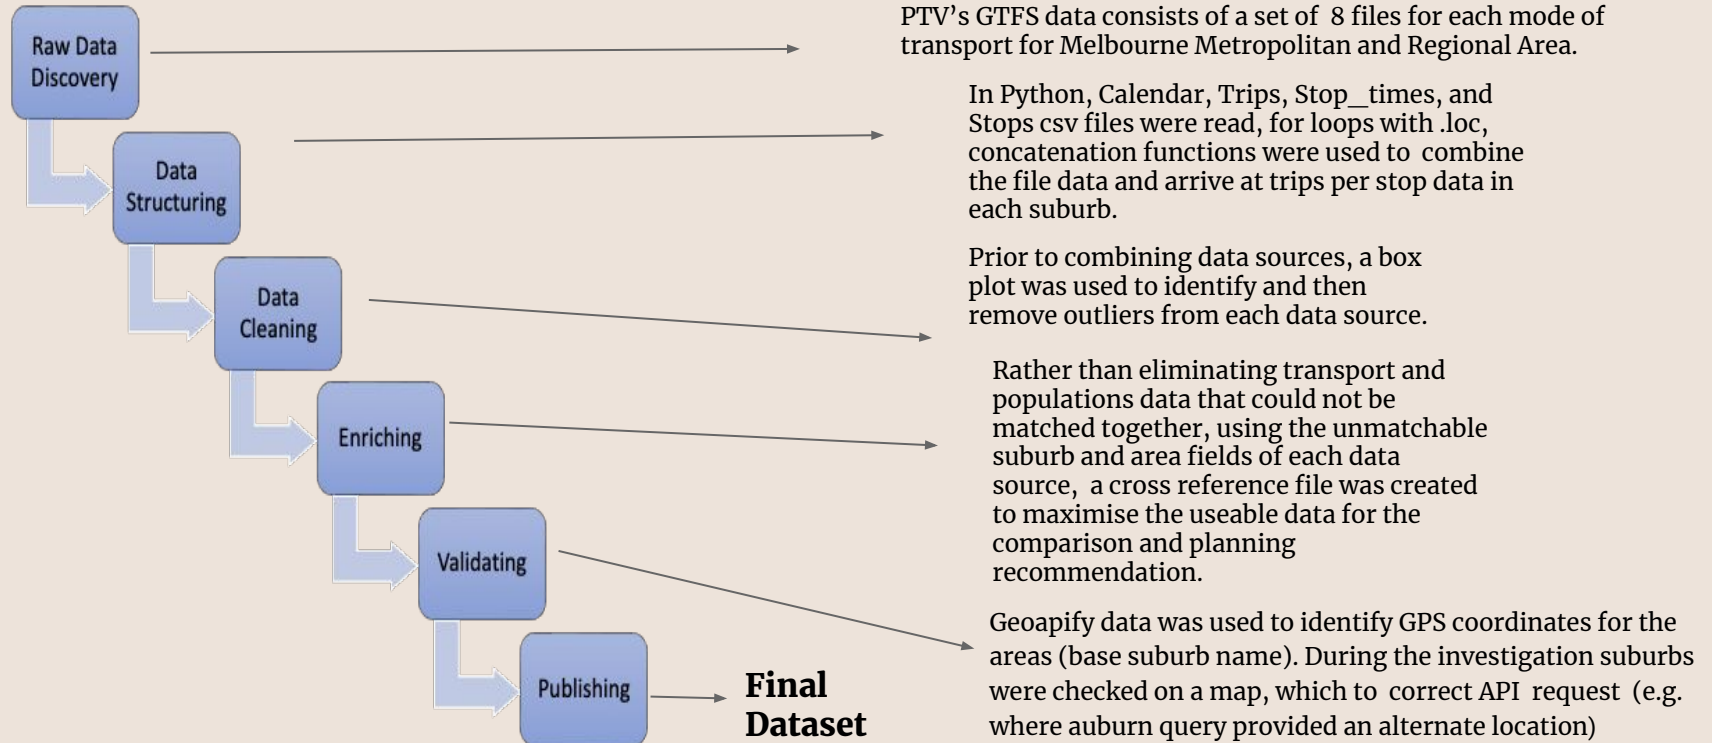 Raw Data
Discovery
PTV’s GTFS data consists of a set of  8 files for each mode of
transport for Melbourne Metropolitan and Regional Area.
Data
Structuring
In Python, Calendar, Trips, Stop_times, and
Stops csv files were read, for loops with .loc,
concatenation functions were used to  combine
the file data and arrive at trips per stop data in
each suburb.
Data
Cleaning
Prior to combining data sources, a box
plot was used to identify and then
remove outliers from each data source.
Enriching
Rather than eliminating transport and
populations data that could not be
matched together, using the unmatchable
suburb and area fields of each data
source,  a cross reference file was created
to maximise the useable data for the
comparison and planning
recommendation.
Validating
Geoapify data was used to identify GPS coordinates for the
areas (base suburb name). During the investigation suburbs
were checked on a map, which to  correct API  request  (e.g.
where auburn query provided an alternate location)
Publishing
Final
Dataset